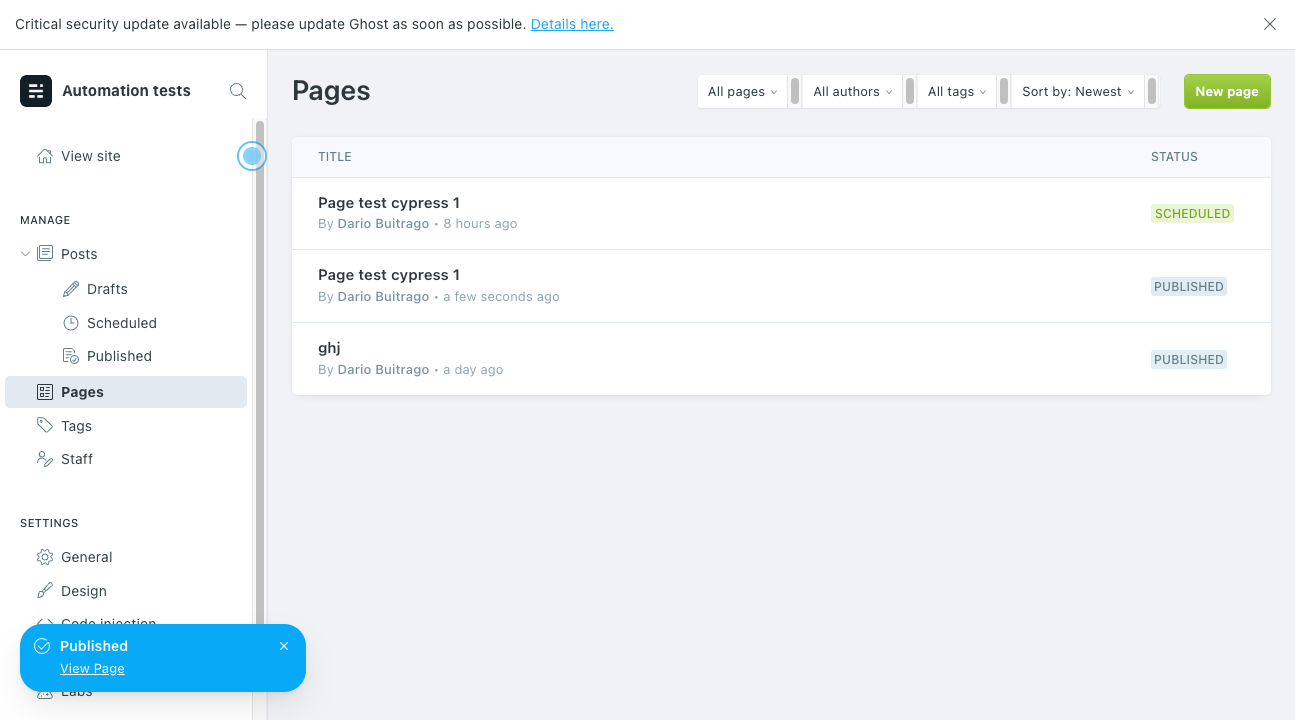 Critical security update available — please update Ghost as soon as possible. Details here.
Automation tests
View site
MANAGE
Posts
Drafts
Scheduled
Published
Pages
Tags
Staff
SETTINGS
General
Design
Code injection
Labs
Published
View Page
Pages
All pages
All authors
All tags
Sort by: Newest
New page
TITLE
STATUS
Page test cypress 1
By Dario Buitrago • 8 hours ago
SCHEDULED
Page test cypress 1
By Dario Buitrago • a few seconds ago
PUBLISHED
ghj
By Dario Buitrago • a day ago
PUBLISHED